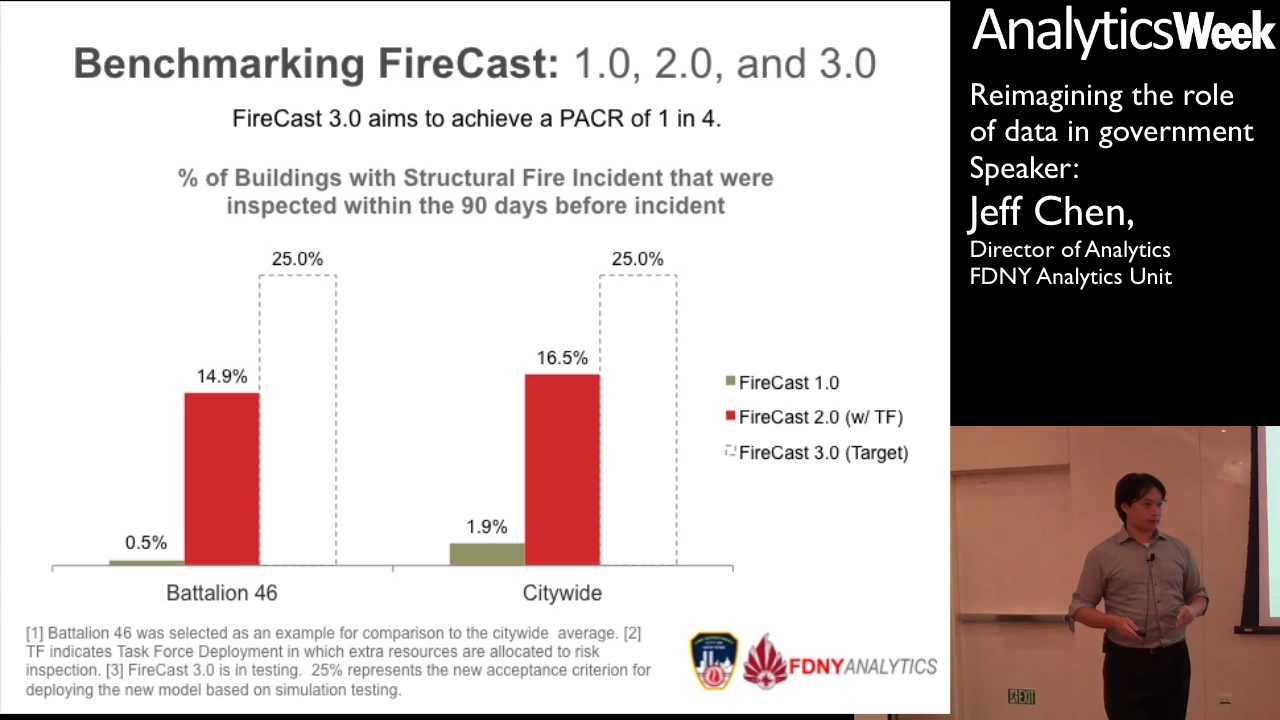 Benchmarking FireCast: 1.0, 2.0, and 3.0
FireCast 3.0 aims to achieve a PACR of 1 in 4.
% of Buildings with Structural Fire Incident that were
inspected within the 90 days before incident
25.0%
25.0%
14.9%
16.5%
0.5%
1.9%
Battalion 46
Citywide
FireCast 1.0
FireCast 2.0 (w/ TF)
FireCast 3.0 (Target)
[1] Battalion 46 was selected as an example for comparison to the citywide average. [2]
TF indicates Task Force Deployment in which extra resources are allocated to risk
inspection. [3] FireCast 3.0 is in testing. 25% represents the new acceptance criterion for
deploying the new model based on simulation testing.
FDNYANALYTICS
AnalyticsWeek
Reimagining the role
of data in government
Speaker:
Jeff Chen,
Director of Analytics
FDNY Analytics Unit
EXIT